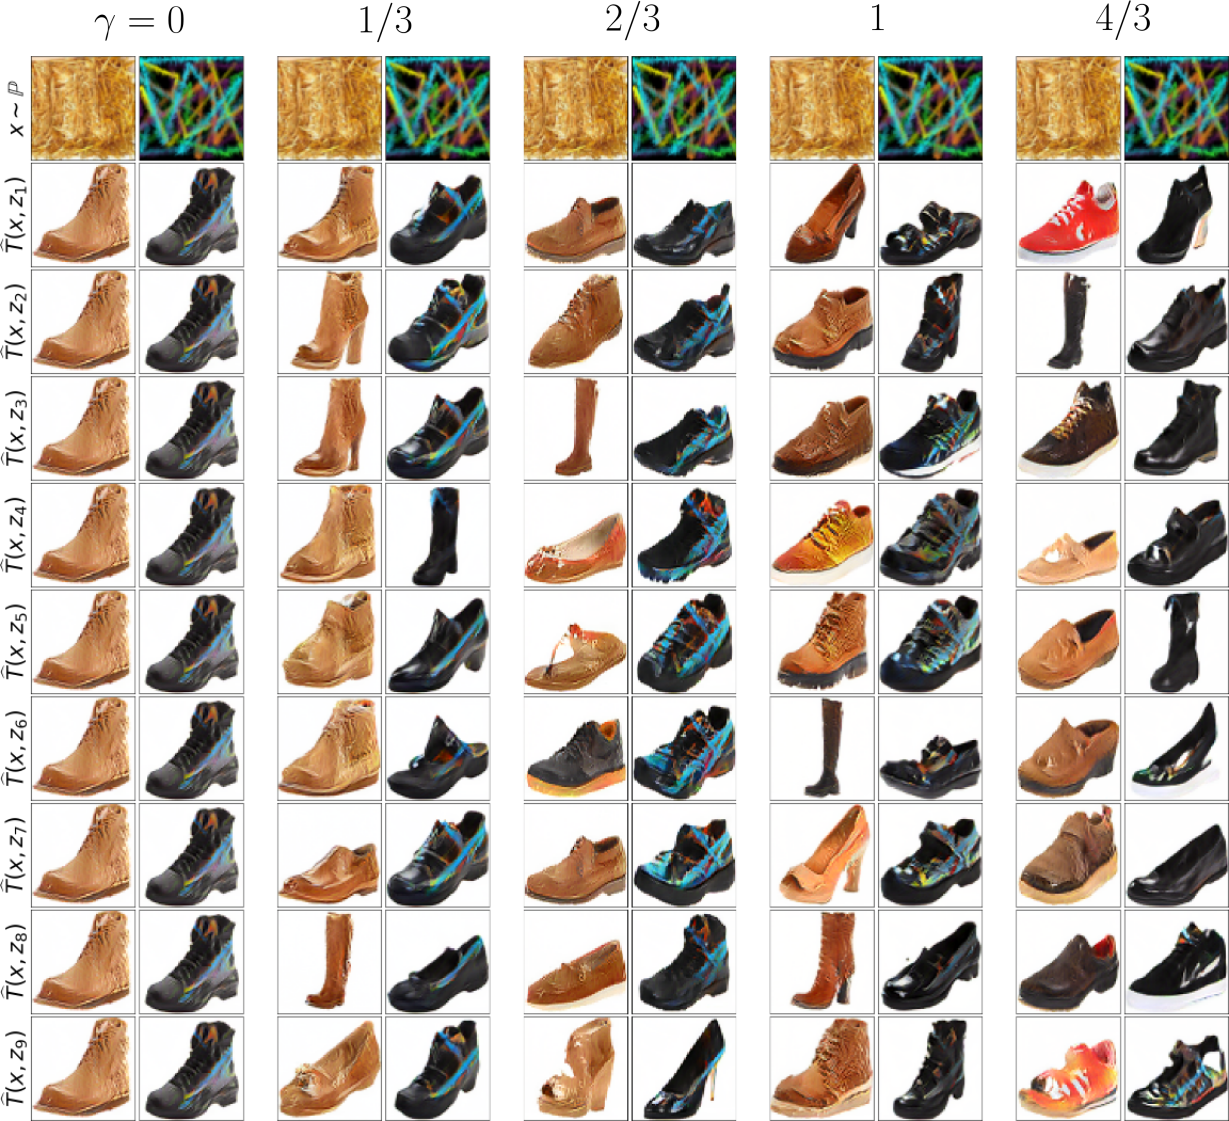 γ = 0 1/3 2/3 1 4/3
x ~ ℙ
T̂(x, z₁)
T̂(x, z₂)
T̂(x, z₃)
T̂(x, z₄)
T̂(x, z₅)
T̂(x, z₆)
T̂(x, z₇)
T̂(x, z₈)
T̂(x, z₉)